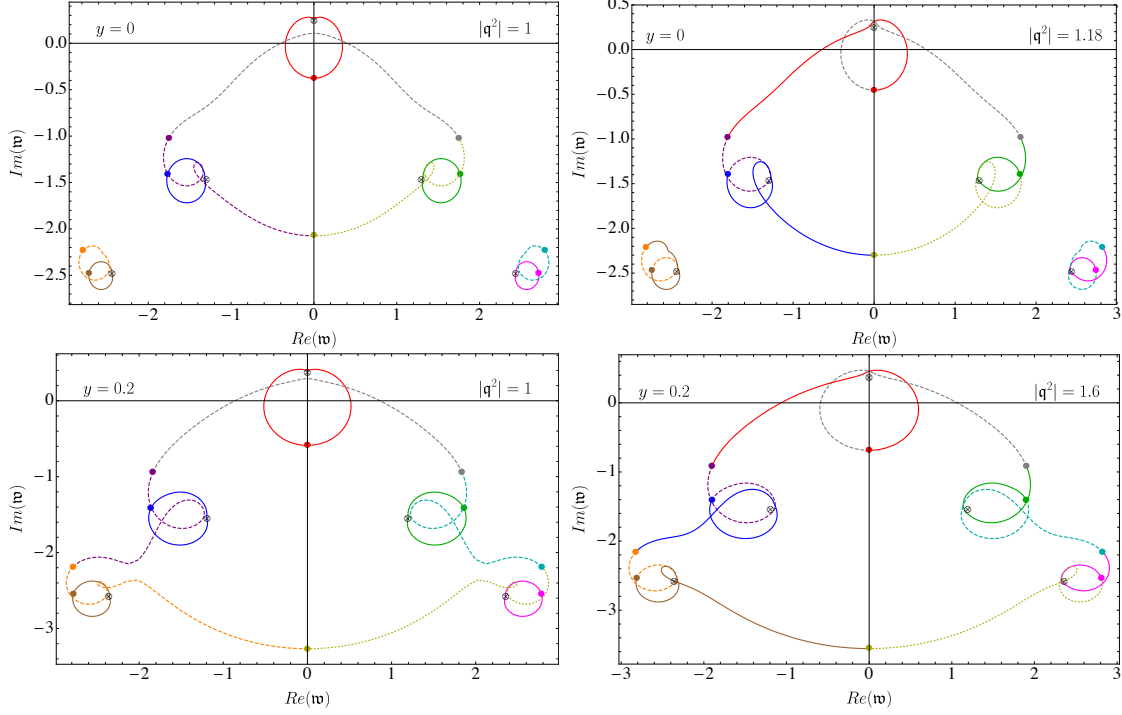 y = 0
|𝔮²| = 1
0.0
−0.5
−1.0
−1.5
−2.0
−2.5
−2
−1
0
1
2
Im(𝔴)
Re(𝔴)
y = 0
|𝔮²| = 1.18
0.5
0.0
−0.5
−1.0
−1.5
−2.0
−2.5
−2
−1
0
1
2
3
Im(𝔴)
Re(𝔴)
y = 0.2
|𝔮²| = 1
0
−1
−2
−3
−2
−1
0
1
2
Im(𝔴)
Re(𝔴)
y = 0.2
|𝔮²| = 1.6
0
−1
−2
−3
−3
−2
−1
0
1
2
3
Im(𝔴)
Re(𝔴)